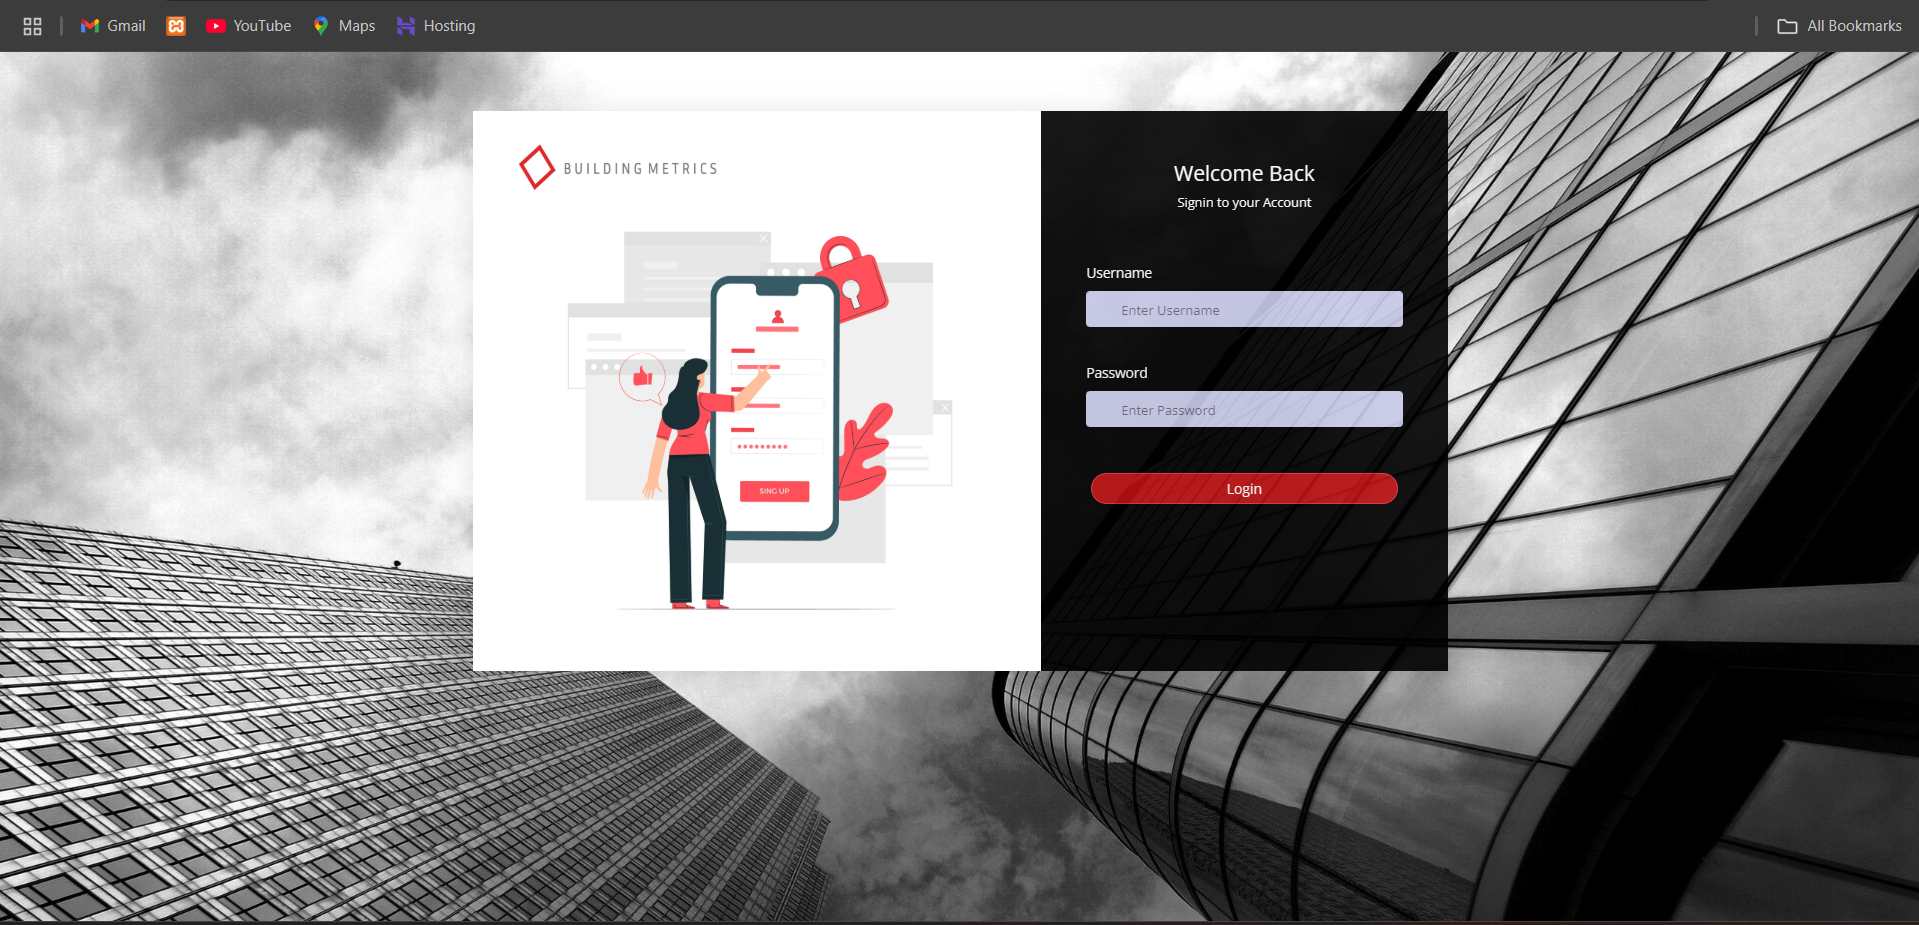 Gmail
YouTube
Maps
Hosting
All Bookmarks
BUILDING METRICS
SING UP
Welcome Back
Signin to your Account
Username
Enter Username
Password
Enter Password
Login